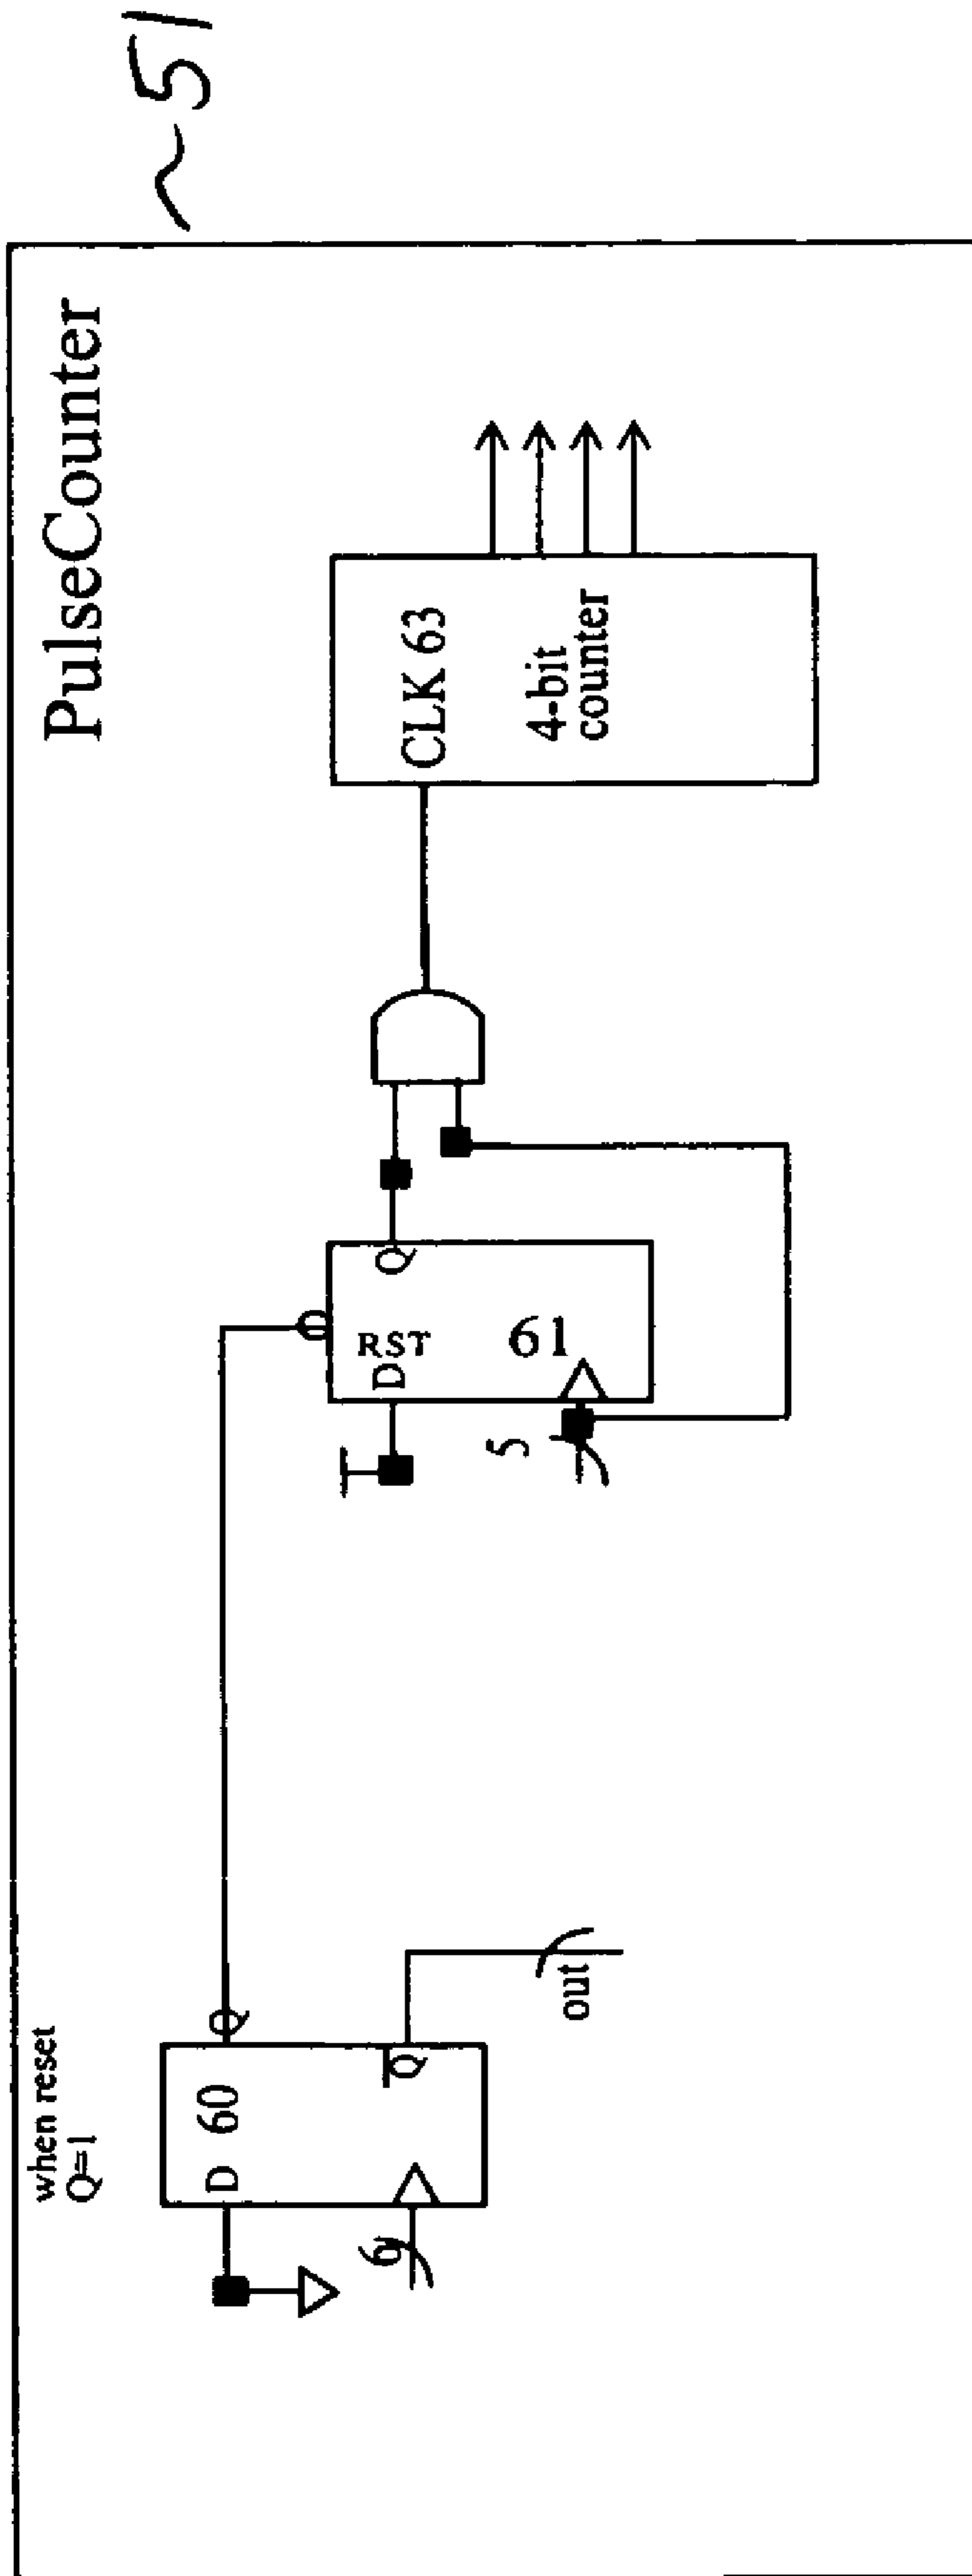 ~51
PulseCounter
when reset
Q=1
D 60
Q
Q
6
out
RST
D
Q
61
5
CLK 63
4-bit
counter